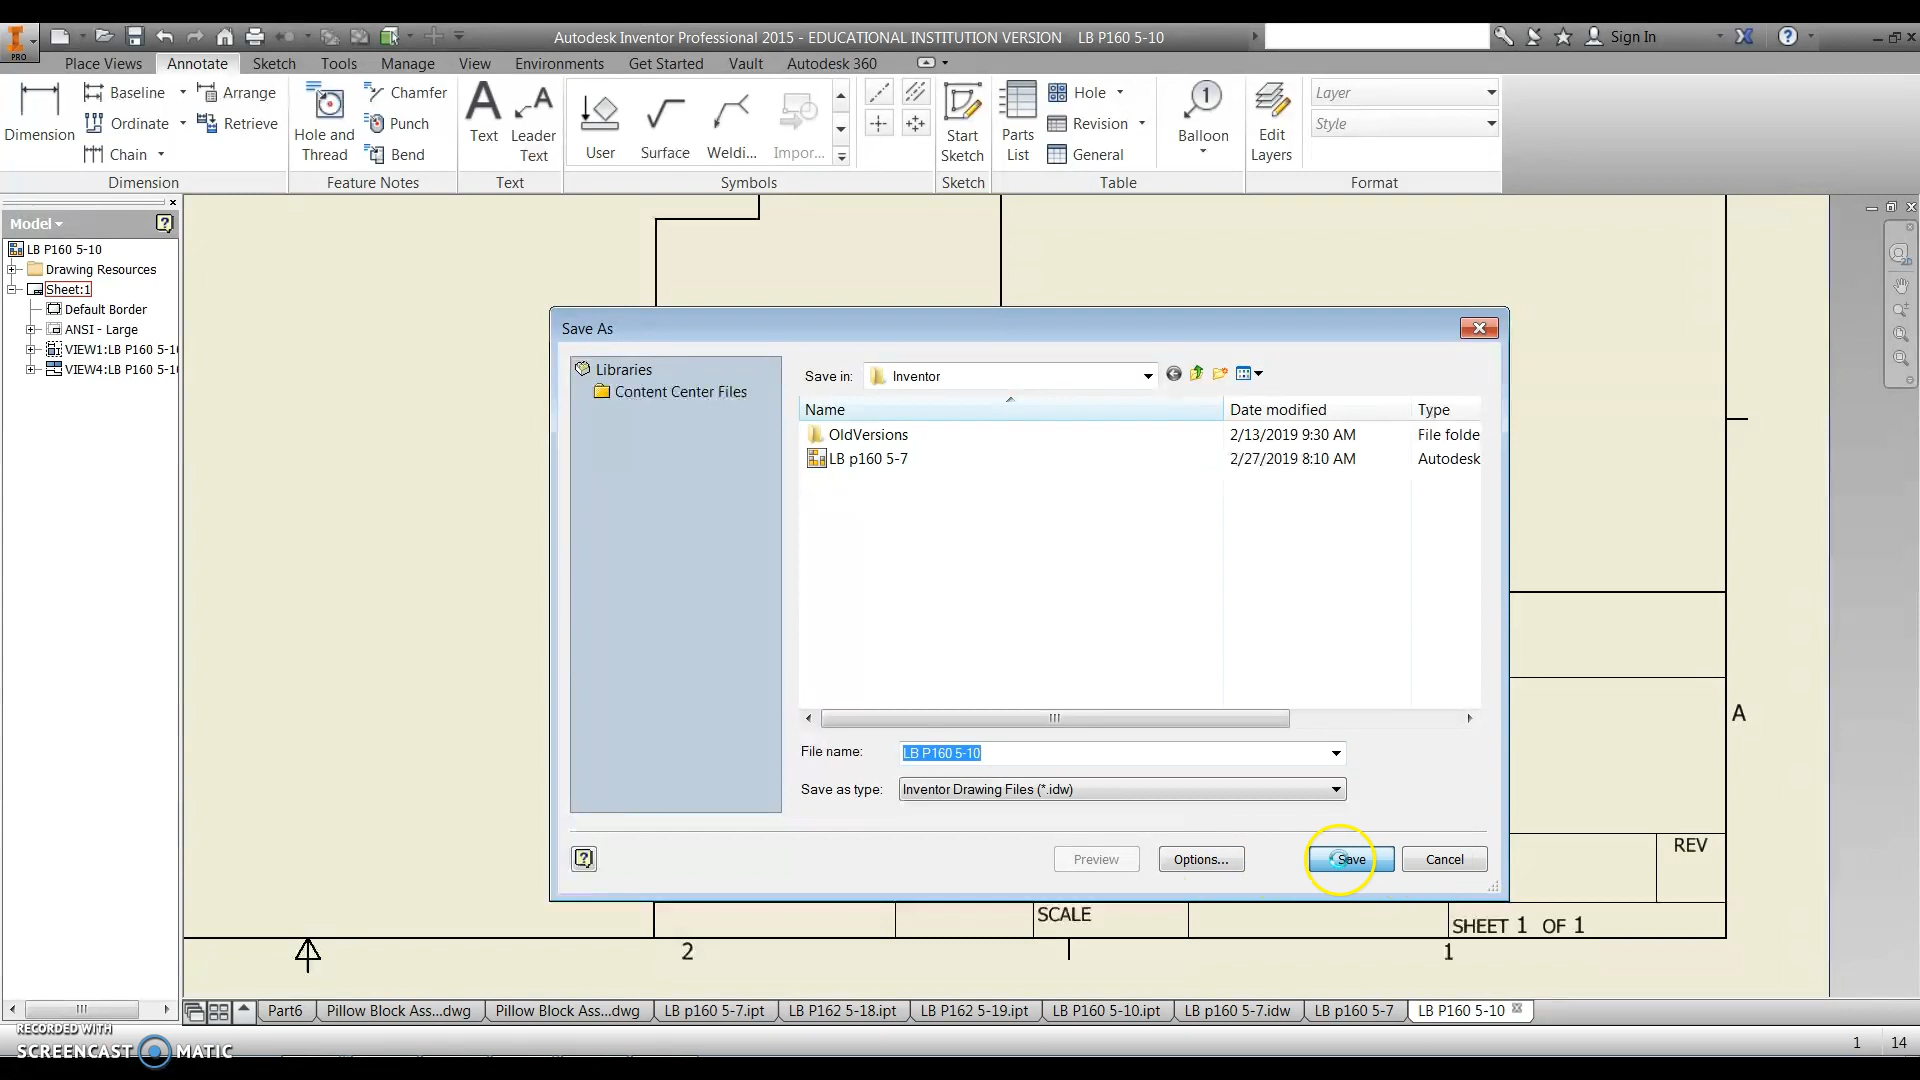 Autodesk Inventor Professional 2015 - EDUCATIONAL INSTITUTION VERSION LB P160 5-10
Sign In
PRO
Place Views Annotate Sketch Tools Manage View Environments Get Started Vault Autodesk 360
Dimension
Baseline
Ordinate
Chain
Arrange
Retrieve
Dimension
Hole and Thread
Chamfer
Punch
Bend
Feature Notes
Text
Leader Text
Text
User
Surface
Weldi...
Impor...
Symbols
Start Sketch
Sketch
Parts List
Hole
Revision
General
Table
1
Balloon
Edit Layers
Layer
Style
Format
Model
LB P160 5-10
Drawing Resources
Sheet:1
Default Border
ANSI - Large
VIEW1:LB P160 5-1
VIEW4:LB P160 5-1
Save As
Libraries
Content Center Files
Save in: Inventor
Name Date modified Type
OldVersions 2/13/2019 9:30 AM File folde
LB p160 5-7 2/27/2019 8:10 AM Autodesk
File name: LB P160 5-10
Save as type: Inventor Drawing Files (*.idw)
Preview Options... Save Cancel
A
REV
SCALE
SHEET 1 OF 1
2
1
Part6 Pillow Block Ass...dwg Pillow Block Ass...dwg LB p160 5-7.ipt LB P162 5-18.ipt LB P162 5-19.ipt LB P160 5-10.ipt LB p160 5-7.idw LB p160 5-7 LB P160 5-10
RECORDED WITH
SCREENCAST MATIC
1 14